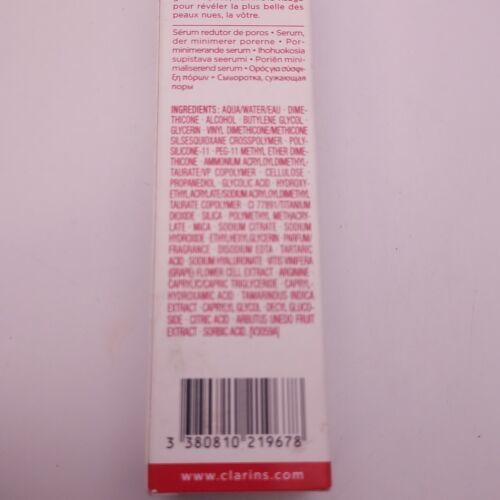 pour révéler la plus belle des
peaux nues, la vôtre.
Sérum redutor de poros • Serum,
der minimerer porerne • Por-
minimerande serum • Ihohuokosia
supistava seerumi • Poriën mini-
maliserend serum • Ορός για σύσφι-
ξη πόρων • Сыворотка, сужающая
поры
INGREDIENTS: AQUA/WATER/EAU · DIME-
THICONE · ALCOHOL · BUTYLENE GLYCOL ·
GLYCERIN · VINYL DIMETHICONE/METHICONE
SILSESQUIOXANE CROSSPOLYMER · POLY-
SILICONE-11 · PEG-11 METHYL ETHER DIME-
THICONE · AMMONIUM ACRYLOYLDIMETHYL-
TAURATE/VP COPOLYMER · CELLULOSE ·
PROPANEDIOL · GLYCOLIC ACID · HYDROXY-
ETHYL ACRYLATE/SODIUM ACRYLOYLDIMETHYL
TAURATE COPOLYMER · CI 77891/TITANIUM
DIOXIDE · SILICA · POLYMETHYL METHACRY-
LATE · MICA · SODIUM CITRATE · SODIUM
HYDROXIDE · ETHYLHEXYLGLYCERIN · PARFUM/
FRAGRANCE · DISODIUM EDTA · TARTARIC
ACID · SODIUM HYALURONATE · VITIS VINIFERA
(GRAPE) FLOWER CELL EXTRACT · ARGININE ·
CAPRYLIC/CAPRIC TRIGLYCERIDE · CAPRYL-
HYDROXAMIC ACID · TAMARINDUS INDICA
EXTRACT · CAPRYLYL GLYCOL · DECYL GLUCO-
SIDE · CITRIC ACID · ARBUTUS UNEDO FRUIT
EXTRACT · SORBIC ACID. [V3059A]
3 380810 219678
www.clarins.com